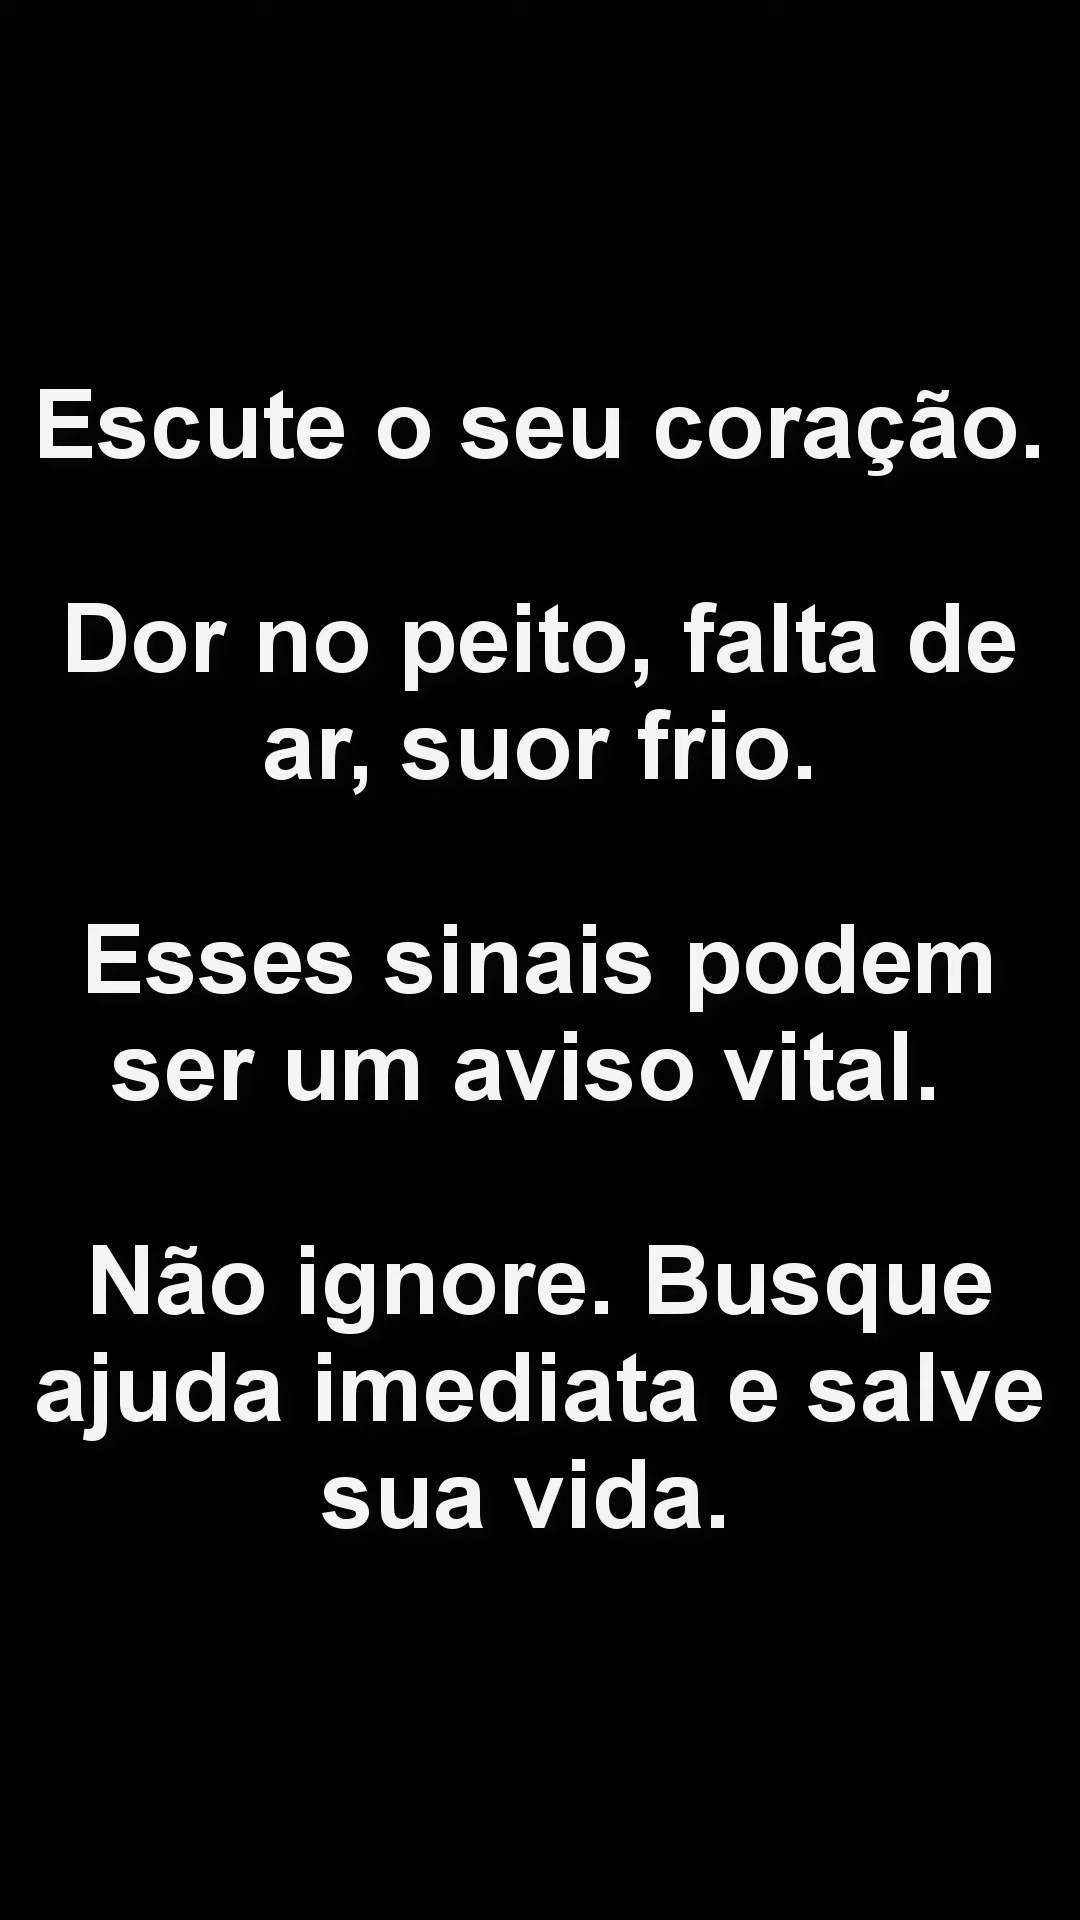 Escute o seu coração.
Dor no peito, falta de
ar, suor frio.
Esses sinais podem
ser um aviso vital.
Não ignore. Busque
ajuda imediata e salve
sua vida.